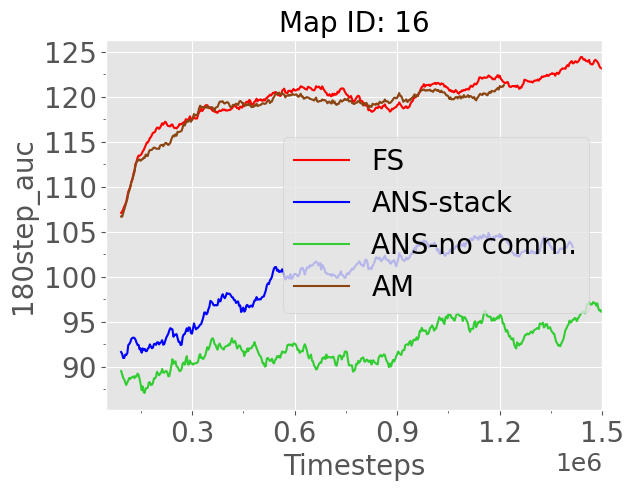 Map ID: 16
125
120
115
110
105
100
95
90
180step_auc
FS
ANS-stack
ANS-no comm.
AM
0.3
0.6
0.9
1.2
1.5
Timesteps
1e6